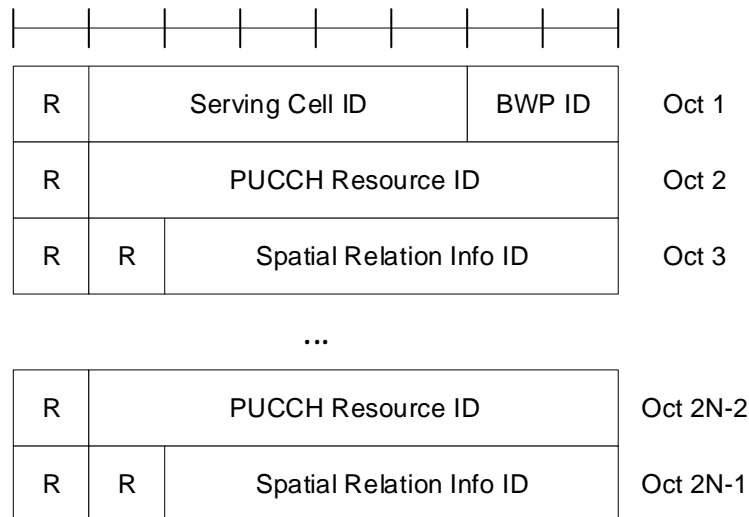 R Serving Cell ID BWP ID Oct 1
R PUCCH Resource ID Oct 2
R R Spatial Relation Info ID Oct 3
...
R PUCCH Resource ID Oct 2N-2
R R Spatial Relation Info ID Oct 2N-1